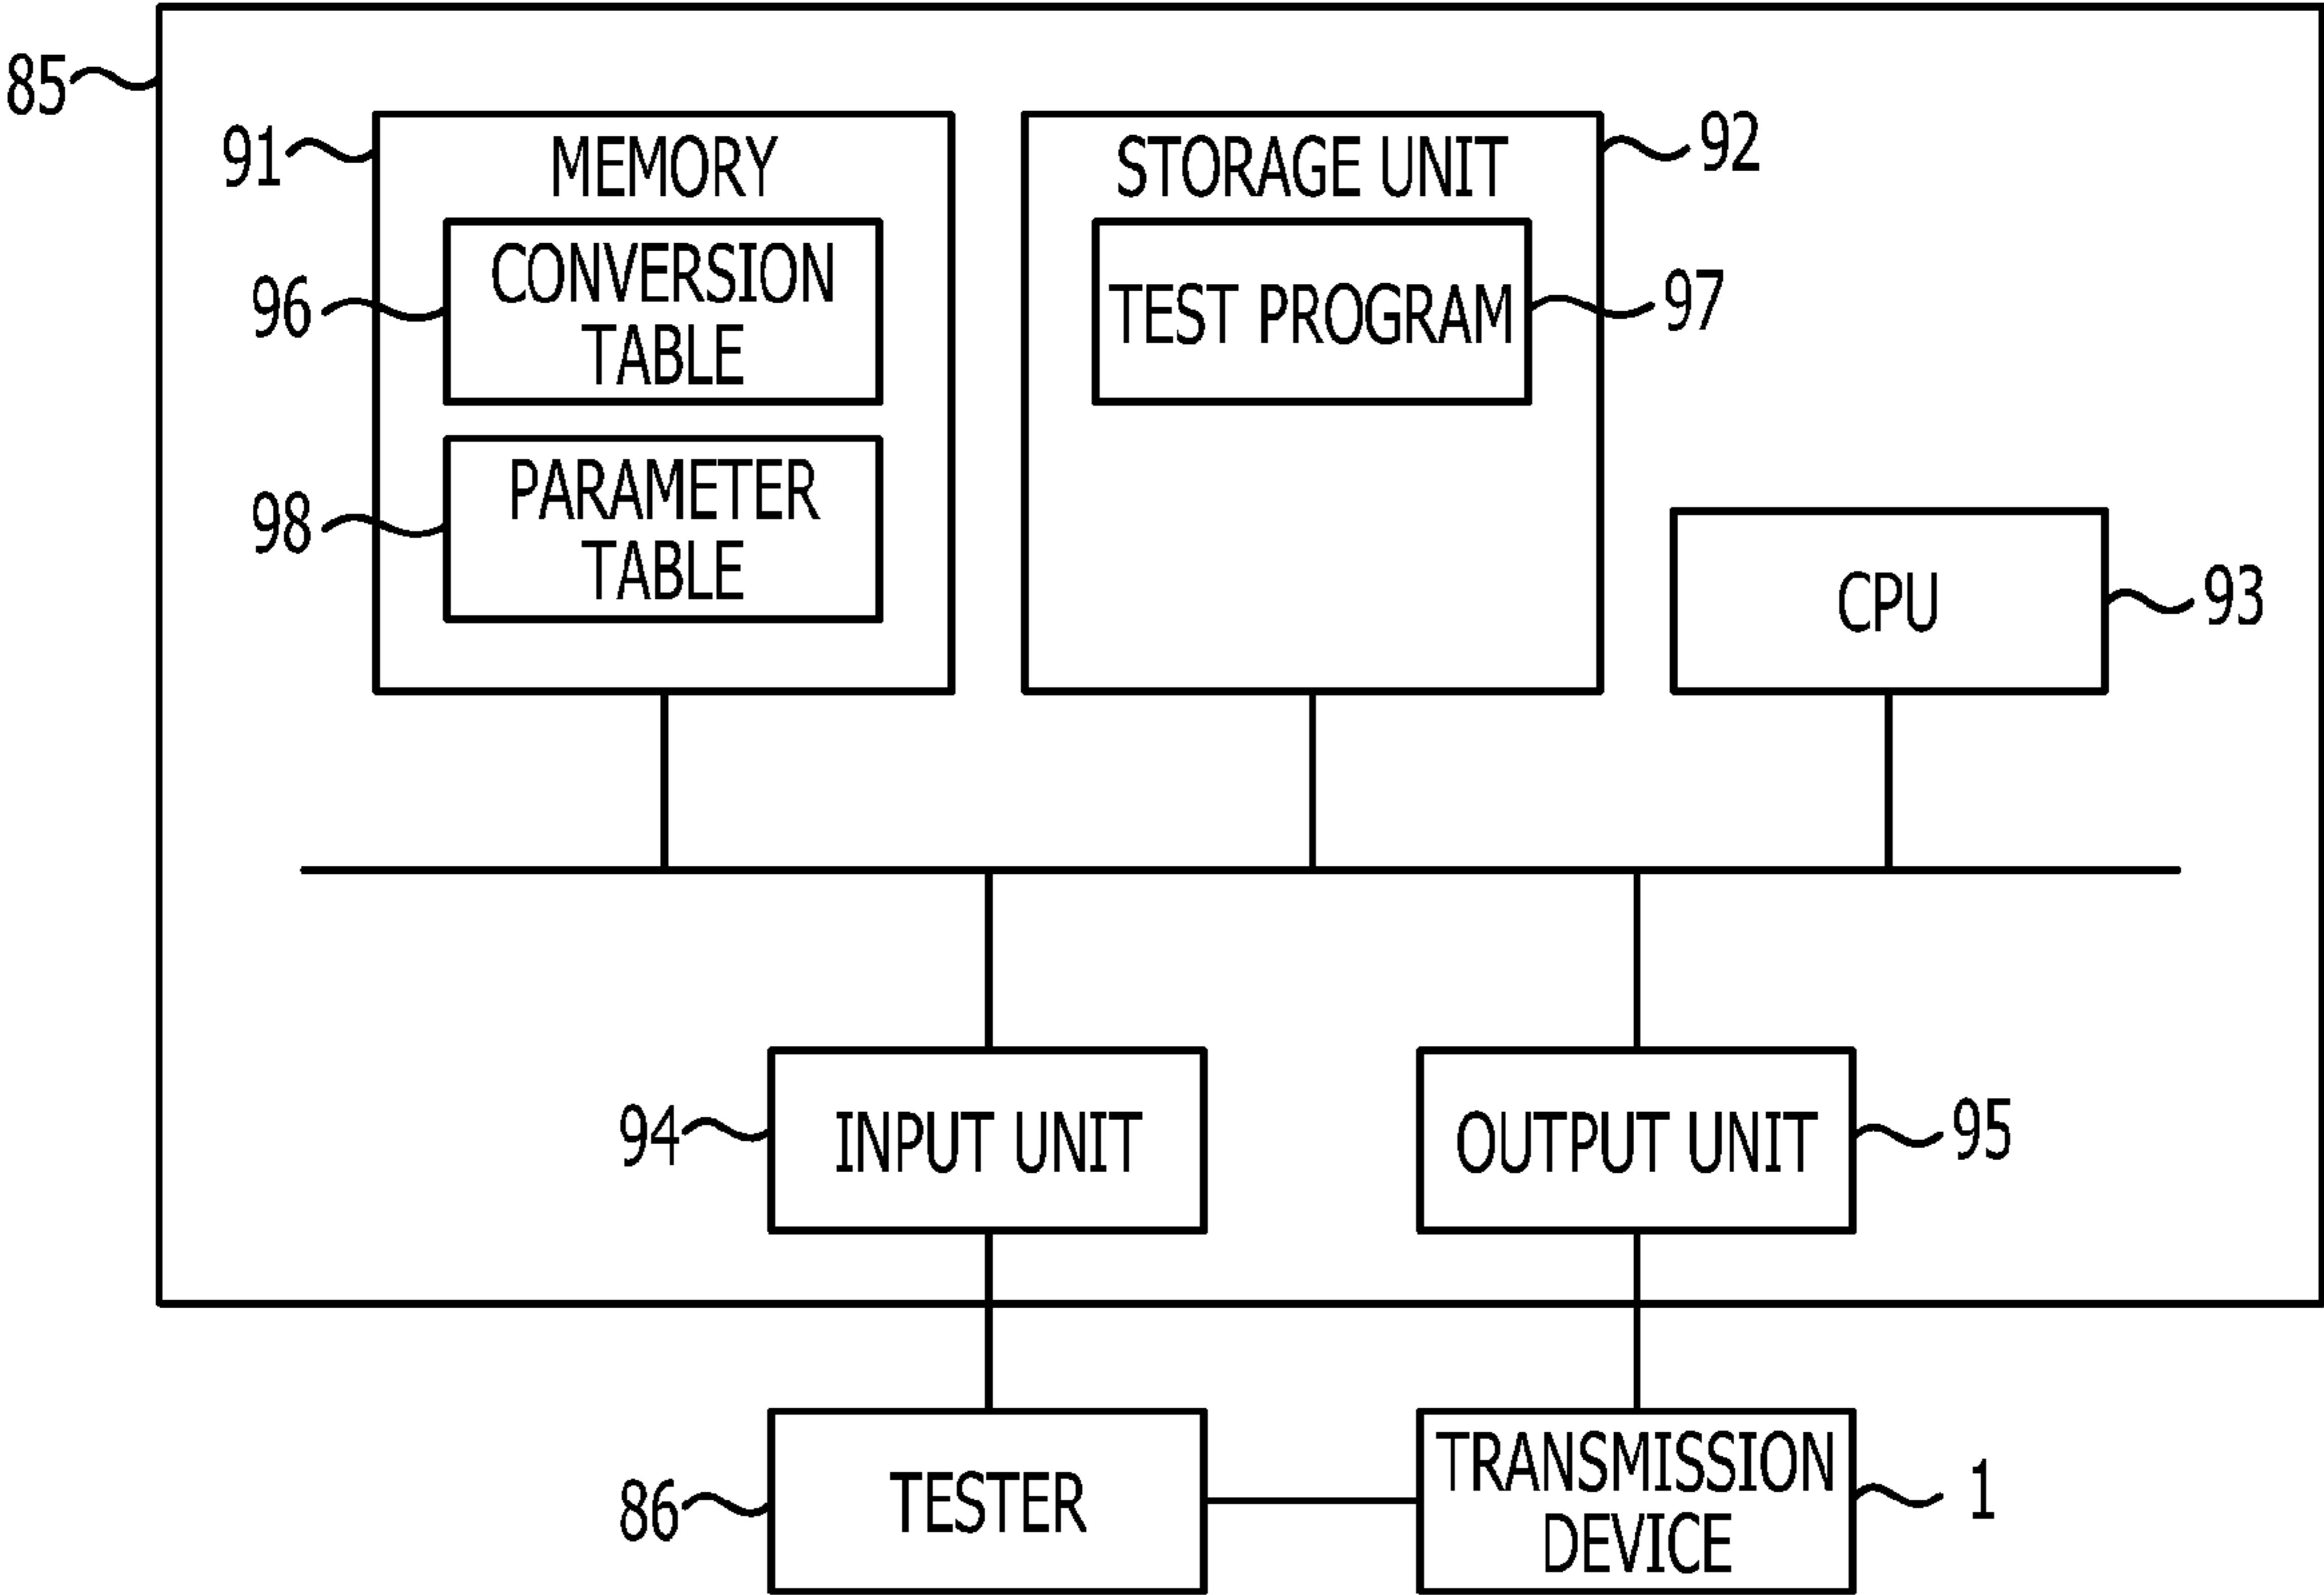 85
91
MEMORY
STORAGE UNIT
92
96
CONVERSION
TABLE
TEST PROGRAM
97
98
PARAMETER
TABLE
CPU
93
94
INPUT UNIT
OUTPUT UNIT
95
86
TESTER
TRANSMISSION
DEVICE
1